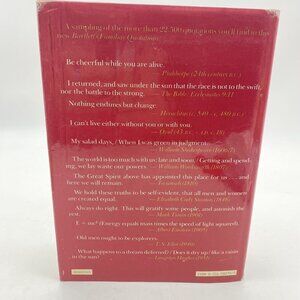 A sampling of the more than 22,500 quotations you'll find in this
new Bartlett's Familiar Quotations
Be cheerful while you are alive.
—Ptahhotpe (24th century B.C.)
I returned, and saw under the sun that the race is not to the swift,
nor the battle to the strong. —The Bible: Ecclesiastes 9:11
Nothing endures but change.
—Heraclitus (c. 540 – c. 480 B.C.)
I can't live either without you or with you.
—Ovid (43 B.C. – A.D. 18)
My salad days, / When I was green in judgment.
—William Shakespeare
The world is too much with us; late and soon, / Getting and spend-
ing, we lay waste our powers. —William Wordsworth
The Great Spirit above has appointed this place for us
and here we will remain. —Tecumseh
We hold these truths to be self-evident, that all men and women
are created equal. —Elizabeth Cady Stanton (1848)
Always do right. This will gratify some people, and astonish the
rest. —Mark Twain (1901)
E = mc² (Energy equals mass times the speed of light squared).
—Albert Einstein
Old men ought to be explorers.
—T. S. Eliot
What happens to a dream deferred? / Does it dry up / like a raisin
in the sun? —Langston Hughes